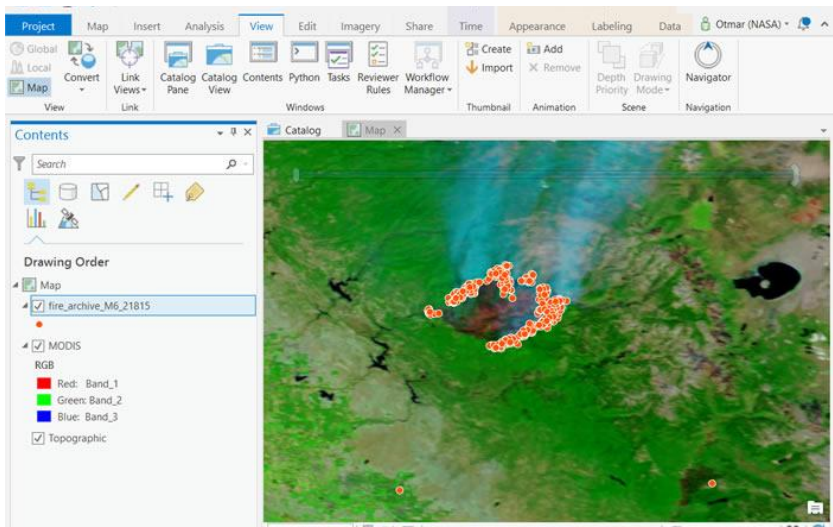 Project Map Insert Analysis View Edit Imagery Share Time Appearance Labeling Data Otmar (NASA)
Global
Local
Map
Convert
View
Link Views
Link
Catalog Pane
Catalog View
Contents
Python
Tasks
Reviewer Rules
Workflow Manager
Windows
Create
Import
Thumbnail
Add
Remove
Animation
Depth Priority
Drawing Mode
Scene
Navigator
Navigation
Contents
Search
Drawing Order
Map
fire_archive_M6_21815
MODIS
RGB
Red: Band_1
Green: Band_2
Blue: Band_3
Topographic
Catalog
Map